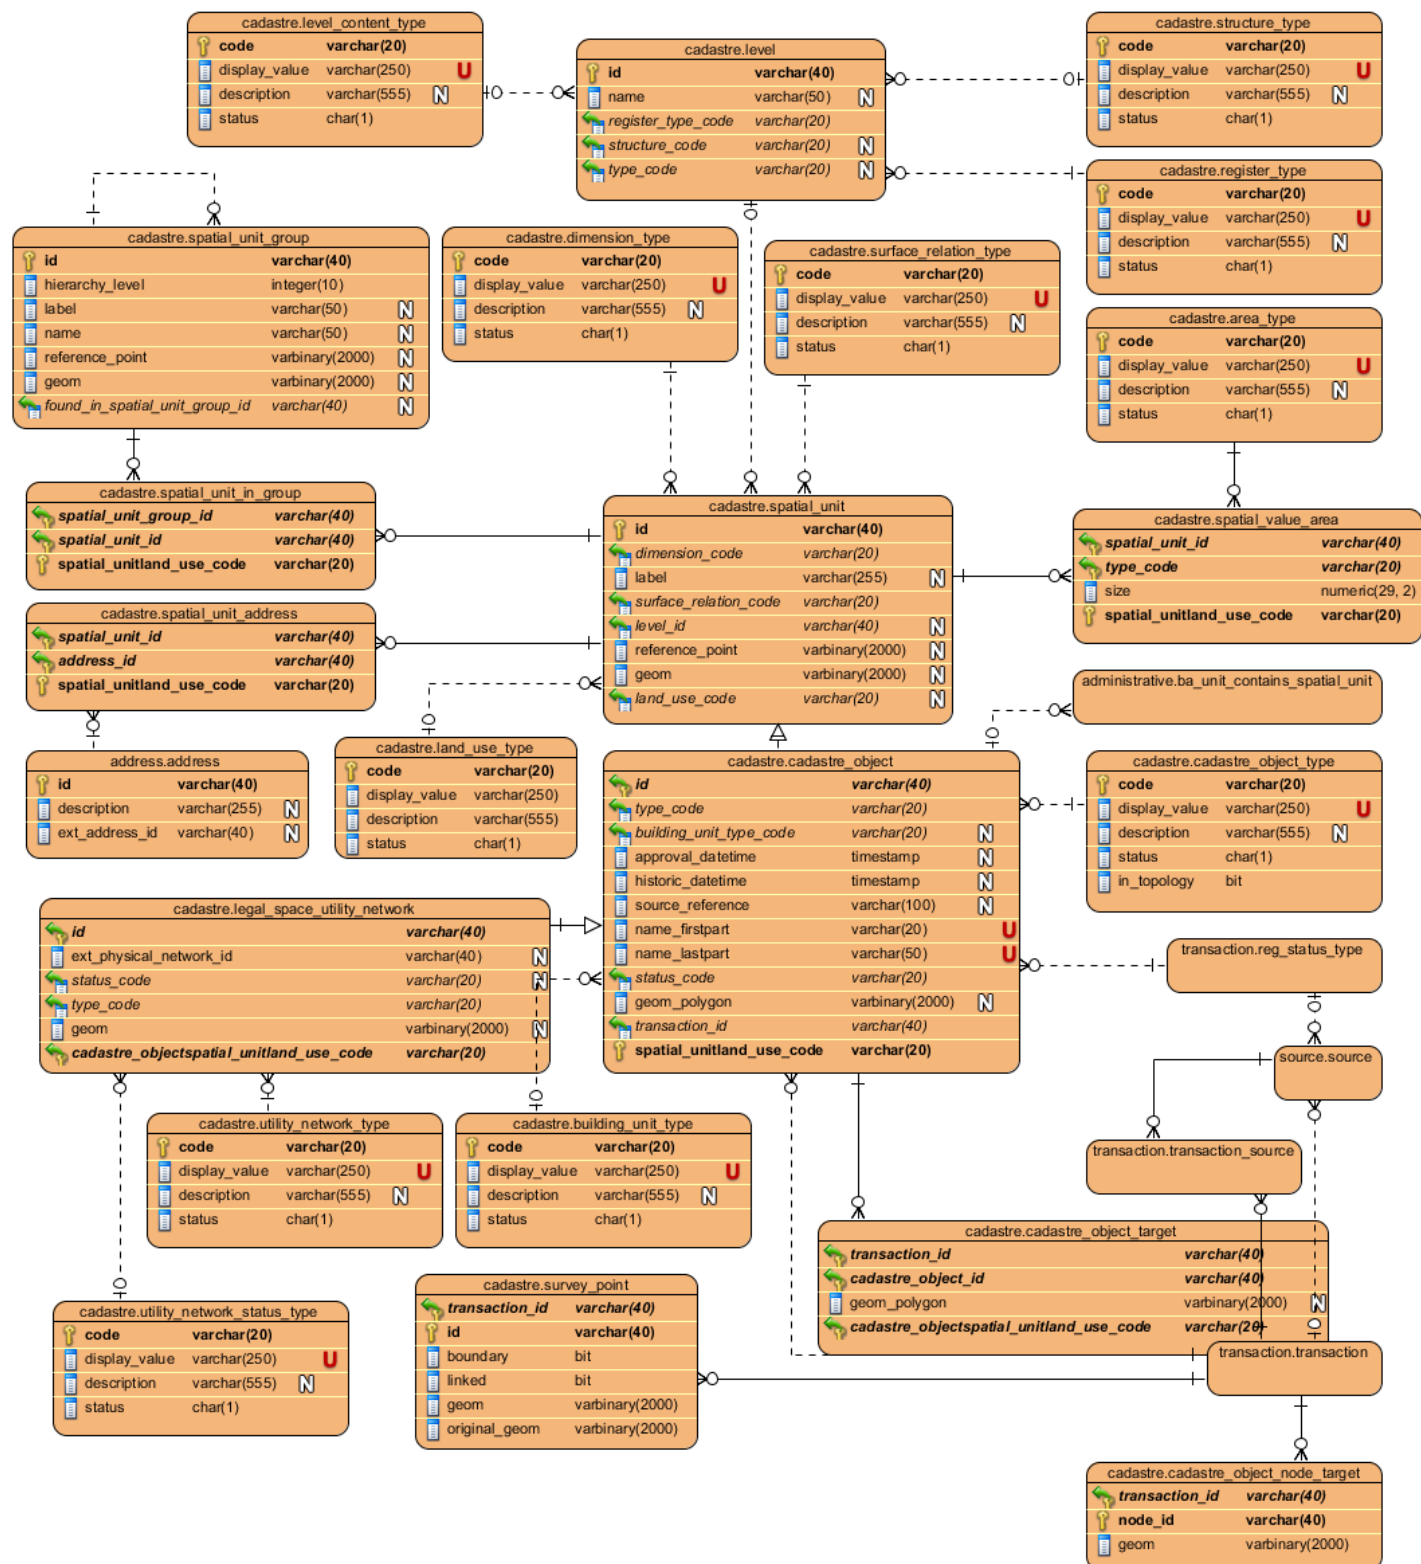 cadastre.level_content_type
code varchar(20)
display_value varchar(250) U
description varchar(555) N
status char(1)
cadastre.level
id varchar(40)
name varchar(50) N
register_type_code varchar(20)
structure_code varchar(20) N
type_code varchar(20) N
cadastre.structure_type
code varchar(20)
display_value varchar(250) U
description varchar(555) N
status char(1)
cadastre.register_type
code varchar(20)
display_value varchar(250) U
description varchar(555) N
status char(1)
cadastre.spatial_unit_group
id varchar(40)
hierarchy_level integer(10)
label varchar(50) N
name varchar(50) N
reference_point varbinary(2000) N
geom varbinary(2000) N
found_in_spatial_unit_group_id varchar(40) N
cadastre.dimension_type
code varchar(20)
display_value varchar(250) U
description varchar(555) N
status char(1)
cadastre.surface_relation_type
code varchar(20)
display_value varchar(250) U
description varchar(555) N
status char(1)
cadastre.area_type
code varchar(20)
display_value varchar(250) U
description varchar(555) N
status char(1)
cadastre.spatial_unit_in_group
spatial_unit_group_id varchar(40)
spatial_unit_id varchar(40)
spatial_unitland_use_code varchar(20)
cadastre.spatial_unit
id varchar(40)
dimension_code varchar(20)
label varchar(255) N
surface_relation_code varchar(20)
level_id varchar(40) N
reference_point varbinary(2000) N
geom varbinary(2000) N
land_use_code varchar(20) N
cadastre.spatial_value_area
spatial_unit_id varchar(40)
type_code varchar(20)
size numeric(29, 2)
spatial_unitland_use_code varchar(20)
cadastre.spatial_unit_address
spatial_unit_id varchar(40)
address_id varchar(40)
spatial_unitland_use_code varchar(20)
administrative.ba_unit_contains_spatial_unit
address.address
id varchar(40)
description varchar(255) N
ext_address_id varchar(40) N
cadastre.land_use_type
code varchar(20)
display_value varchar(250)
description varchar(555)
status char(1)
cadastre.cadastre_object
id varchar(40)
type_code varchar(20)
building_unit_type_code varchar(20) N
approval_datetime timestamp N
historic_datetime timestamp N
source_reference varchar(100) N
name_firstpart varchar(20) U
name_lastpart varchar(50) U
status_code varchar(20)
geom_polygon varbinary(2000) N
transaction_id varchar(40)
spatial_unitland_use_code varchar(20)
cadastre.cadastre_object_type
code varchar(20)
display_value varchar(250) U
description varchar(555) N
status char(1)
in_topology bit
cadastre.legal_space_utility_network
id varchar(40)
ext_physical_network_id varchar(40) N
status_code varchar(20) N
type_code varchar(20)
geom varbinary(2000) N
cadastre_objectspatial_unitland_use_code varchar(20)
transaction.reg_status_type
source.source
cadastre.utility_network_type
code varchar(20)
display_value varchar(250) U
description varchar(555) N
status char(1)
cadastre.building_unit_type
code varchar(20)
display_value varchar(250) U
description varchar(555) N
status char(1)
transaction.transaction_source
cadastre.cadastre_object_target
transaction_id varchar(40)
cadastre_object_id varchar(40)
geom_polygon varbinary(2000) N
cadastre_objectspatial_unitland_use_code varchar(20)
cadastre.survey_point
transaction_id varchar(40)
id varchar(40)
boundary bit
linked bit
geom varbinary(2000)
original_geom varbinary(2000)
cadastre.utility_network_status_type
code varchar(20)
display_value varchar(250) U
description varchar(555) N
status char(1)
transaction.transaction
cadastre.cadastre_object_node_target
transaction_id varchar(40)
node_id varchar(40)
geom varbinary(2000)